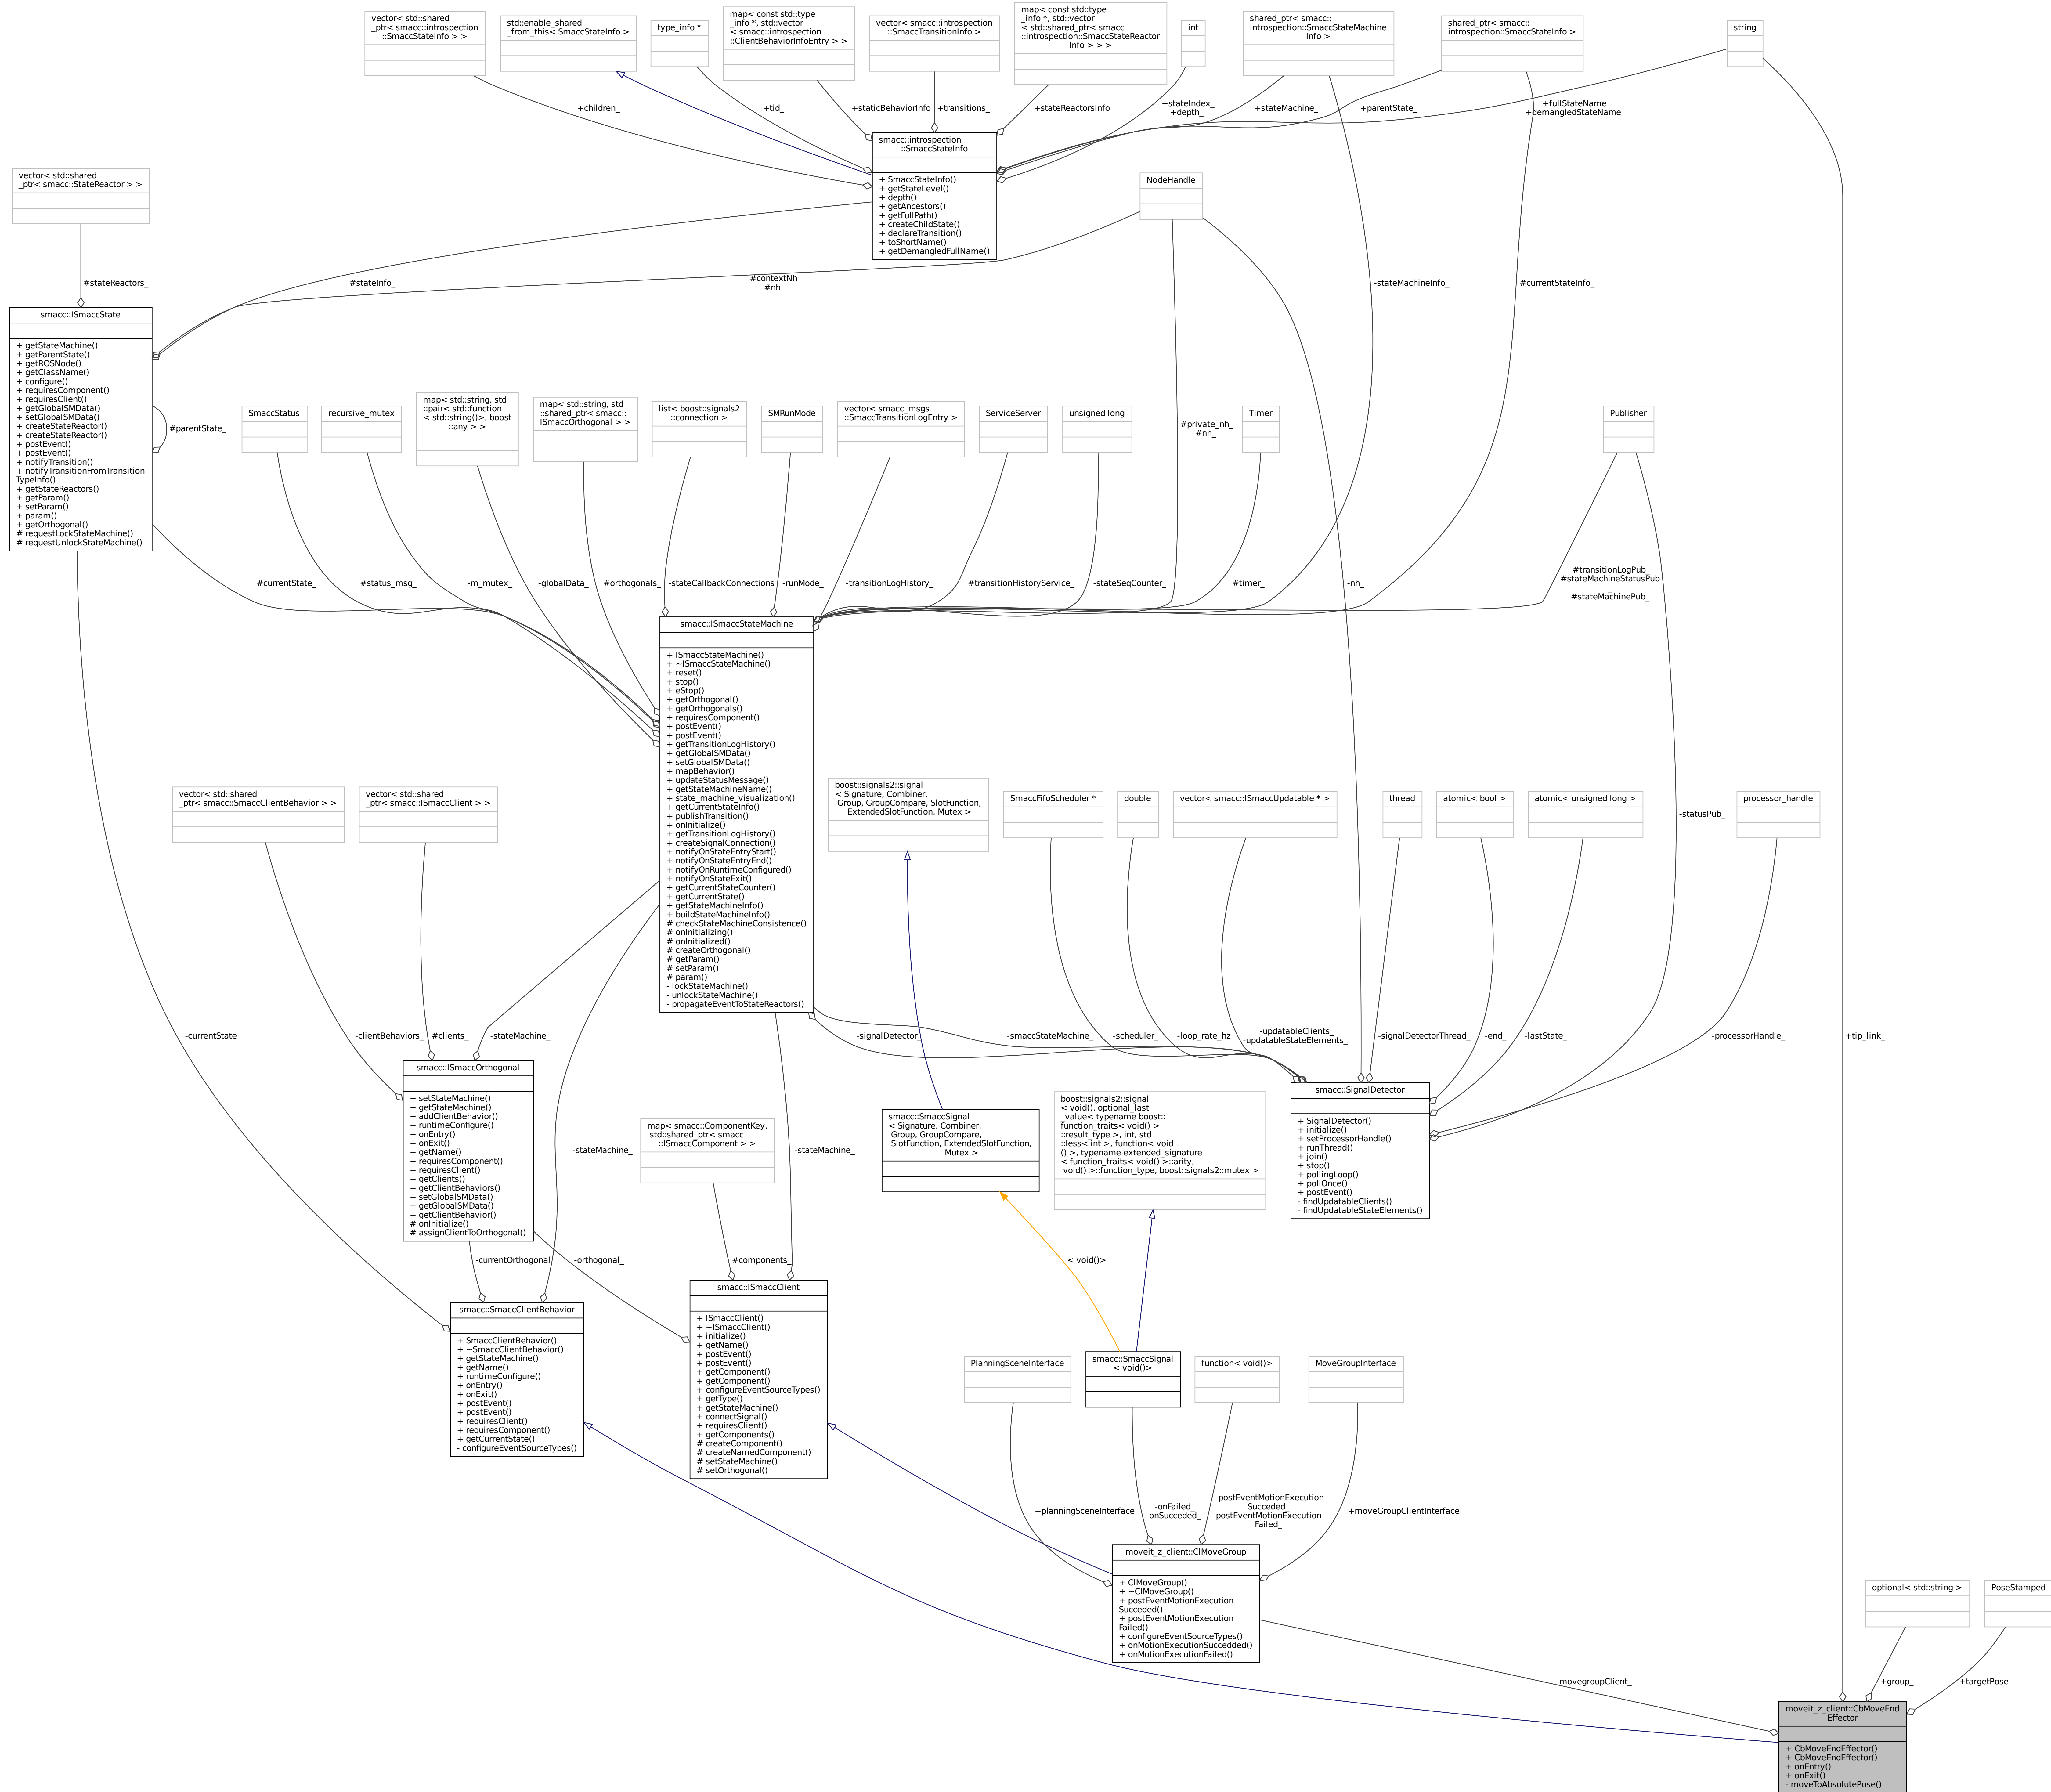 vector< std::shared
_ptr< smacc::introspection
::SmaccStateInfo > >
std::enable_shared
_from_this< SmaccStateInfo >
type_info *
map< const std::type
_info *, std::vector
< smacc::introspection
::ClientBehaviorInfoEntry > >
vector< smacc::introspection
::SmaccTransitionInfo >
map< const std::type
_info *, std::vector
< std::shared_ptr< smacc
::introspection::SmaccStateReactor
Info > > >
int
shared_ptr< smacc::
introspection::SmaccStateMachine
Info >
shared_ptr< smacc::
introspection::SmaccStateInfo >
string
+children_
+tid_
+staticBehaviorInfo
+transitions_
+stateReactorsInfo
+stateIndex_
+depth_
+stateMachine_
+parentState_
+fullStateName
+demangledStateName
smacc::introspection
::SmaccStateInfo
+ SmaccStateInfo()
+ getStateLevel()
+ depth()
+ getAncestors()
+ getFullPath()
+ createChildState()
+ declareTransition()
+ toShortName()
+ getDemangledFullName()
vector< std::shared
_ptr< smacc::StateReactor > >
NodeHandle
#stateReactors_
#stateInfo_
#contextNh
#nh
-stateMachineInfo_
#currentStateInfo_
smacc::ISmaccState
+ getStateMachine()
+ getParentState()
+ getROSNode()
+ getClassName()
+ configure()
+ requiresComponent()
+ requiresClient()
+ getGlobalSMData()
+ setGlobalSMData()
+ createStateReactor()
+ createStateReactor()
+ postEvent()
+ postEvent()
+ notifyTransition()
+ notifyTransitionFromTransition
TypeInfo()
+ getStateReactors()
+ getParam()
+ setParam()
+ param()
+ getOrthogonal()
# requestLockStateMachine()
# requestUnlockStateMachine()
#parentState_
SmaccStatus
recursive_mutex
map< std::string, std
::pair< std::function
< std::string()>, boost
::any > >
map< std::string, std
::shared_ptr< smacc::
ISmaccOrthogonal > >
list< boost::signals2
::connection >
SMRunMode
vector< smacc_msgs
::SmaccTransitionLogEntry >
ServiceServer
unsigned long
#private_nh_
#nh_
Timer
Publisher
#currentState_
#status_msg_
-m_mutex_
-globalData_
#orthogonals_
-stateCallbackConnections
-runMode_
-transitionLogHistory_
#transitionHistoryService_
-stateSeqCounter_
#timer_
-nh_
#transitionLogPub_
#stateMachineStatusPub
_
#stateMachinePub_
smacc::ISmaccStateMachine
+ ISmaccStateMachine()
+ ~ISmaccStateMachine()
+ reset()
+ stop()
+ eStop()
+ getOrthogonal()
+ getOrthogonals()
+ requiresComponent()
+ postEvent()
+ postEvent()
+ getTransitionLogHistory()
+ getGlobalSMData()
+ setGlobalSMData()
+ mapBehavior()
+ updateStatusMessage()
+ getStateMachineName()
+ state_machine_visualization()
+ getCurrentStateInfo()
+ publishTransition()
+ onInitialize()
+ getTransitionLogHistory()
+ createSignalConnection()
+ notifyOnStateEntryStart()
+ notifyOnStateEntryEnd()
+ notifyOnRuntimeConfigured()
+ notifyOnStateExit()
+ getCurrentStateCounter()
+ getCurrentState()
+ getStateMachineInfo()
+ buildStateMachineInfo()
# checkStateMachineConsistence()
# onInitializing()
# onInitialized()
# createOrthogonal()
# getParam()
# setParam()
# param()
- lockStateMachine()
- unlockStateMachine()
- propagateEventToStateReactors()
vector< std::shared
_ptr< smacc::SmaccClientBehavior > >
vector< std::shared
_ptr< smacc::ISmaccClient > >
boost::signals2::signal
< Signature, Combiner,
Group, GroupCompare, SlotFunction,
ExtendedSlotFunction, Mutex >
SmaccFifoScheduler *
double
vector< smacc::ISmaccUpdatable * >
thread
atomic< bool >
atomic< unsigned long >
-statusPub_
processor_handle
-currentState
-clientBehaviors_
#clients_
-stateMachine_
-signalDetector_
-smaccStateMachine_
-scheduler_
-loop_rate_hz
-updatableClients_
-updatableStateElements_
-signalDetectorThread_
-end_
-lastState_
-processorHandle_
+tip_link_
smacc::ISmaccOrthogonal
+ setStateMachine()
+ getStateMachine()
+ addClientBehavior()
+ runtimeConfigure()
+ onEntry()
+ onExit()
+ getName()
+ requiresComponent()
+ requiresClient()
+ getClients()
+ getClientBehaviors()
+ setGlobalSMData()
+ getGlobalSMData()
+ getClientBehavior()
# onInitialize()
# assignClientToOrthogonal()
-stateMachine_
map< smacc::ComponentKey,
std::shared_ptr< smacc
::ISmaccComponent > >
-stateMachine_
smacc::SmaccSignal
< Signature, Combiner,
Group, GroupCompare,
SlotFunction, ExtendedSlotFunction,
Mutex >
boost::signals2::signal
< void(), optional_last
_value< typename boost::
function_traits< void() >
::result_type >, int, std
::less< int >, function< void
() >, typename extended_signature
< function_traits< void() >::arity,
void() >::function_type, boost::signals2::mutex >
smacc::SignalDetector
+ SignalDetector()
+ initialize()
+ setProcessorHandle()
+ runThread()
+ join()
+ stop()
+ pollingLoop()
+ pollOnce()
+ postEvent()
- findUpdatableClients()
- findUpdatableStateElements()
-currentOrthogonal
-orthogonal_
#components_
< void()>
smacc::SmaccClientBehavior
+ SmaccClientBehavior()
+ ~SmaccClientBehavior()
+ getStateMachine()
+ getName()
+ runtimeConfigure()
+ onEntry()
+ onExit()
+ postEvent()
+ postEvent()
+ requiresClient()
+ requiresComponent()
+ getCurrentState()
- configureEventSourceTypes()
smacc::ISmaccClient
+ ISmaccClient()
+ ~ISmaccClient()
+ initialize()
+ getName()
+ postEvent()
+ postEvent()
+ getComponent()
+ getComponent()
+ configureEventSourceTypes()
+ getType()
+ getStateMachine()
+ connectSignal()
+ requiresClient()
+ getComponents()
# createComponent()
# createNamedComponent()
# setStateMachine()
# setOrthogonal()
PlanningSceneInterface
smacc::SmaccSignal
< void()>
function< void()>
MoveGroupInterface
+planningSceneInterface
-onFailed_
-onSucceded_
-postEventMotionExecution
Succeded_
-postEventMotionExecution
Failed_
+moveGroupClientInterface
moveit_z_client::ClMoveGroup
+ ClMoveGroup()
+ ~ClMoveGroup()
+ postEventMotionExecution
Succeded()
+ postEventMotionExecution
Failed()
+ configureEventSourceTypes()
+ onMotionExecutionSuccedded()
+ onMotionExecutionFailed()
optional< std::string >
PoseStamped
-movegroupClient_
+group_
+targetPose
moveit_z_client::CbMoveEnd
Effector
+ CbMoveEndEffector()
+ CbMoveEndEffector()
+ onEntry()
+ onExit()
- moveToAbsolutePose()